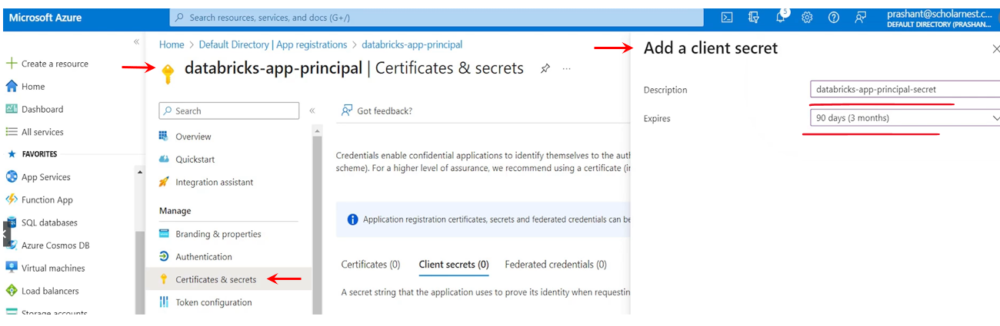 Microsoft Azure
Search resources, services, and docs (G+/)
5
prashant@scholarnest.c...
DEFAULT DIRECTORY (PRASHAN...
Create a resource
Home
Dashboard
All services
FAVORITES
App Services
Function App
SQL databases
Azure Cosmos DB
Virtual machines
Load balancers
Storage accounts
Home > Default Directory | App registrations > databricks-app-principal
databricks-app-principal | Certificates & secrets
Search
Overview
Quickstart
Integration assistant
Manage
Branding & properties
Authentication
Certificates & secrets
Token configuration
Got feedback?
Credentials enable confidential applications to identify themselves to the auth
scheme). For a higher level of assurance, we recommend using a certificate (i
Application registration certificates, secrets and federated credentials can be
Certificates (0) Client secrets (0) Federated credentials (0)
A secret string that the application uses to prove its identity when requesting
Add a client secret
Description databricks-app-principal-secret
Expires 90 days (3 months)